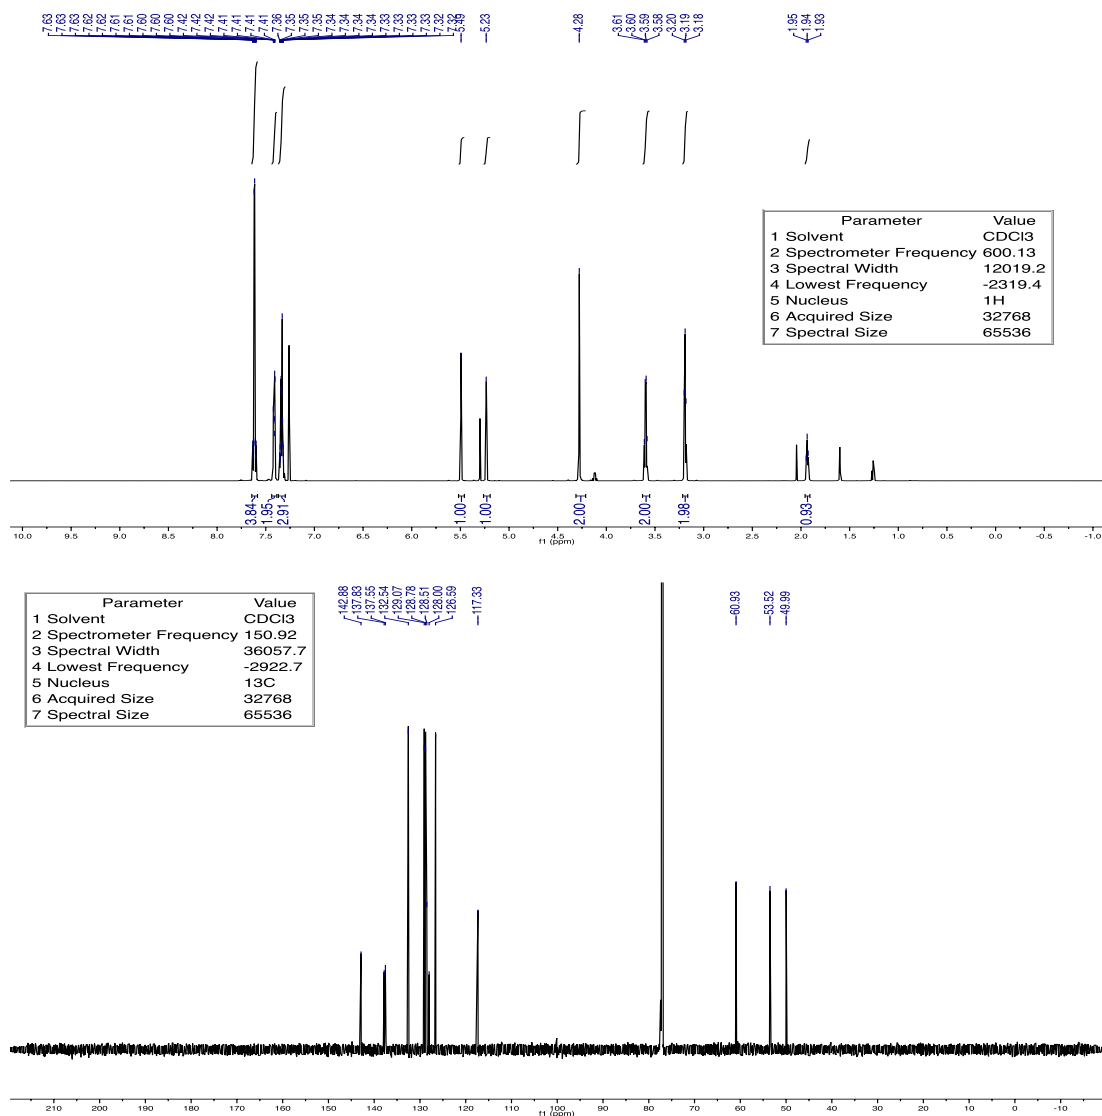 7.63 7.63 7.63 7.62 7.62 7.61 7.61 7.60 7.60 7.60 7.42 7.42 7.42 7.41 7.41 7.41 7.41 7.36 7.35 7.35 7.35 7.34 7.34 7.34 7.34 7.33 7.33 7.33 7.33 7.32 7.32 5.49 5.23 4.28 3.61 3.60 3.59 3.58 3.20 3.19 3.18 1.95 1.94 1.93
Parameter Value
1 Solvent CDCl3
2 Spectrometer Frequency 600.13
3 Spectral Width 12019.2
4 Lowest Frequency -2319.4
5 Nucleus 1H
6 Acquired Size 32768
7 Spectral Size 65536
3.84 1.95 2.91 1.00 1.00 2.00 2.00 1.98 0.93
10.0 9.5 9.0 8.5 8.0 7.5 7.0 6.5 6.0 5.5 5.0 4.5 4.0 3.5 3.0 2.5 2.0 1.5 1.0 0.5 0.0 -0.5 -1.0
f1 (ppm)
142.88 137.83 137.55 132.54 129.07 128.78 128.51 128.00 126.59 117.33 60.93 53.52 49.99
Parameter Value
1 Solvent CDCl3
2 Spectrometer Frequency 150.92
3 Spectral Width 36057.7
4 Lowest Frequency -2922.7
5 Nucleus 13C
6 Acquired Size 32768
7 Spectral Size 65536
210 200 190 180 170 160 150 140 130 120 110 100 90 80 70 60 50 40 30 20 10 0 -10
f1 (ppm)